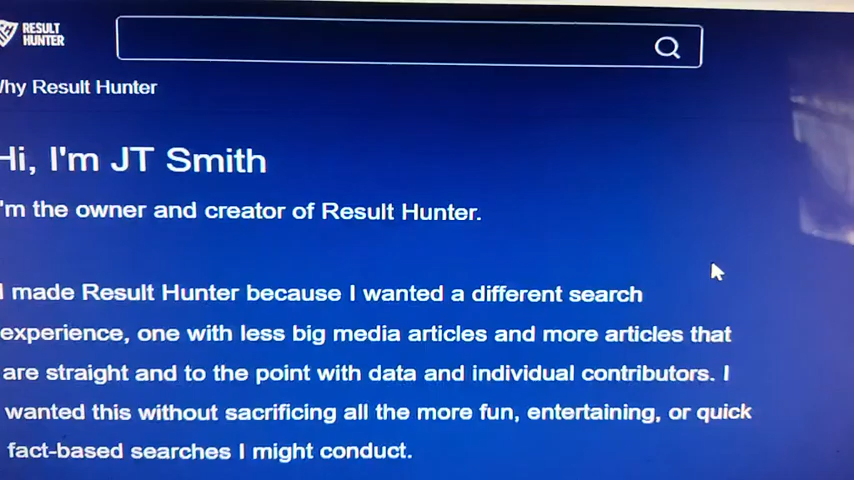 RESULT
HUNTER
Why Result Hunter
Hi, I'm JT Smith
I'm the owner and creator of Result Hunter.
I made Result Hunter because I wanted a different search
experience, one with less big media articles and more articles that
are straight and to the point with data and individual contributors. I
wanted this without sacrificing all the more fun, entertaining, or quick
fact-based searches I might conduct.